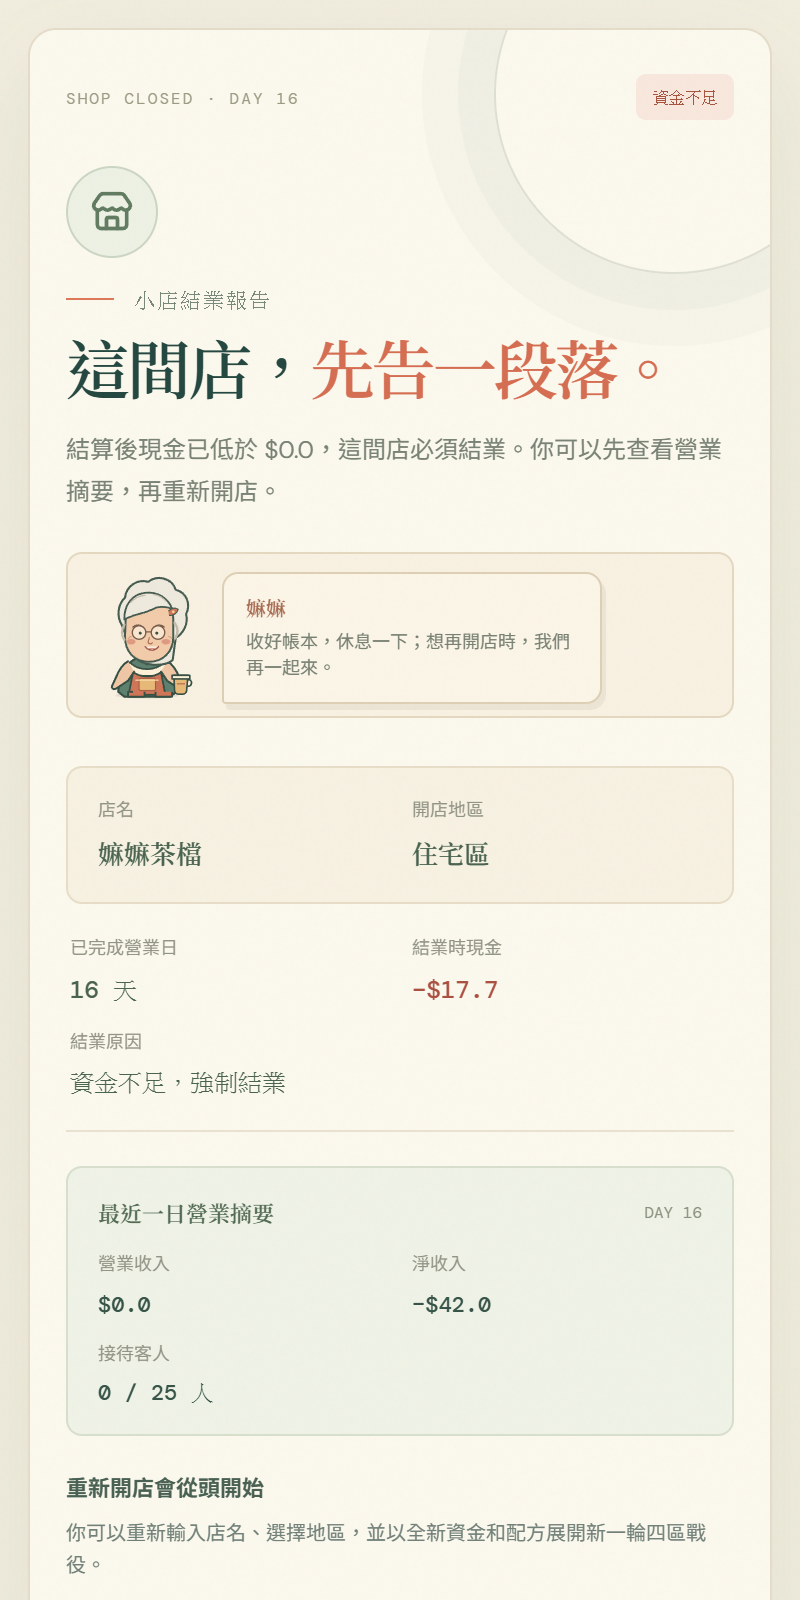 SHOP CLOSED · DAY 16
資金不足
小店結業報告
這間店，先告一段落。
結算後現金已低於 $0.0，這間店必須結業。你可以先查看營業
摘要，再重新開店。
嫲嫲
收好帳本，休息一下；想再開店時，我們
再一起來。
店名
開店地區
嫲嫲茶檔
住宅區
已完成營業日
結業時現金
16 天
−$17.7
結業原因
資金不足，強制結業
最近一日營業摘要
DAY 16
營業收入
淨收入
$0.0
−$42.0
接待客人
0 / 25 人
重新開店會從頭開始
你可以重新輸入店名、選擇地區，並以全新資金和配方展開新一輪四區戰
役。